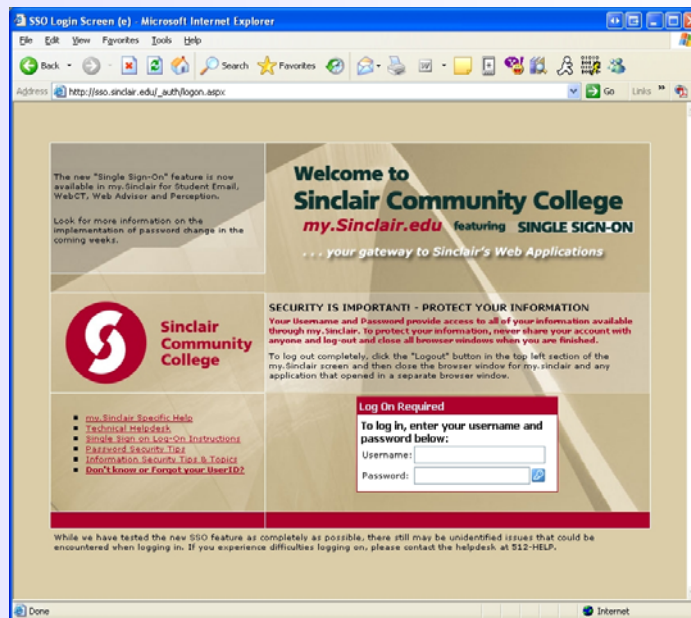 SSO Login Screen (e) - Microsoft Internet Explorer
File Edit View Favorites Tools Help
Back Search Favorites
Address http://sso.sinclair.edu/_auth/logon.aspx Go Links »
The new "Single Sign-On" feature is now
available in my.Sinclair for Student Email,
WebCT, Web Advisor and Perception.
Look for more information on the
implementation of password change in the
coming weeks.
Welcome to
Sinclair Community College
my.Sinclair.edu featuring SINGLE SIGN-ON
. . . your gateway to Sinclair's Web Applications
Sinclair
Community
College
SECURITY IS IMPORTANT! - PROTECT YOUR INFORMATION
Your Username and Password provide access to all of your information available
through my.Sinclair. To protect your information, never share your account with
anyone and log-out and close all browser windows when you are finished.
To log out completely, click the "Logout" button in the top left section of the
my.Sinclair screen and then close the browser window for my.sinclair and any
application that opened in a separate browser window.
my.Sinclair Specific Help
Technical Helpdesk
Single Sign on Log-On Instructions
Password Security Tips
Information Security Tips & Topics
Don't know or Forgot your UserID?
Log On Required
To log in, enter your username and
password below:
Username:
Password:
While we have tested the new SSO feature as completely as possible, there still may be unidentified issues that could be
encountered when logging in. If you experience difficulties logging on, please contact the helpdesk at 512-HELP.
Done Internet